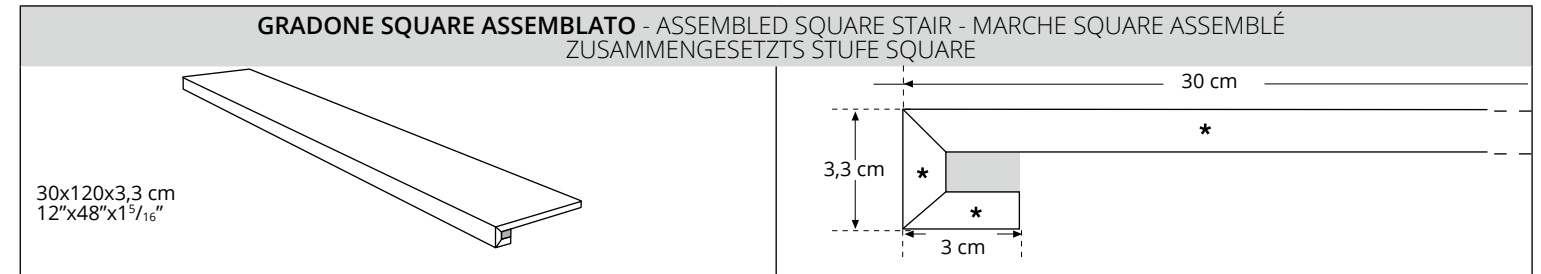 GRADONE SQUARE ASSEMBLATO - ASSEMBLED SQUARE STAIR - MARCHE SQUARE ASSEMBLÉ
ZUSAMMENGESETZTS STUFE SQUARE
30x120x3,3 cm
12”x48”x1⁵/₁₆”
30 cm
*
3,3 cm
*
*
3 cm